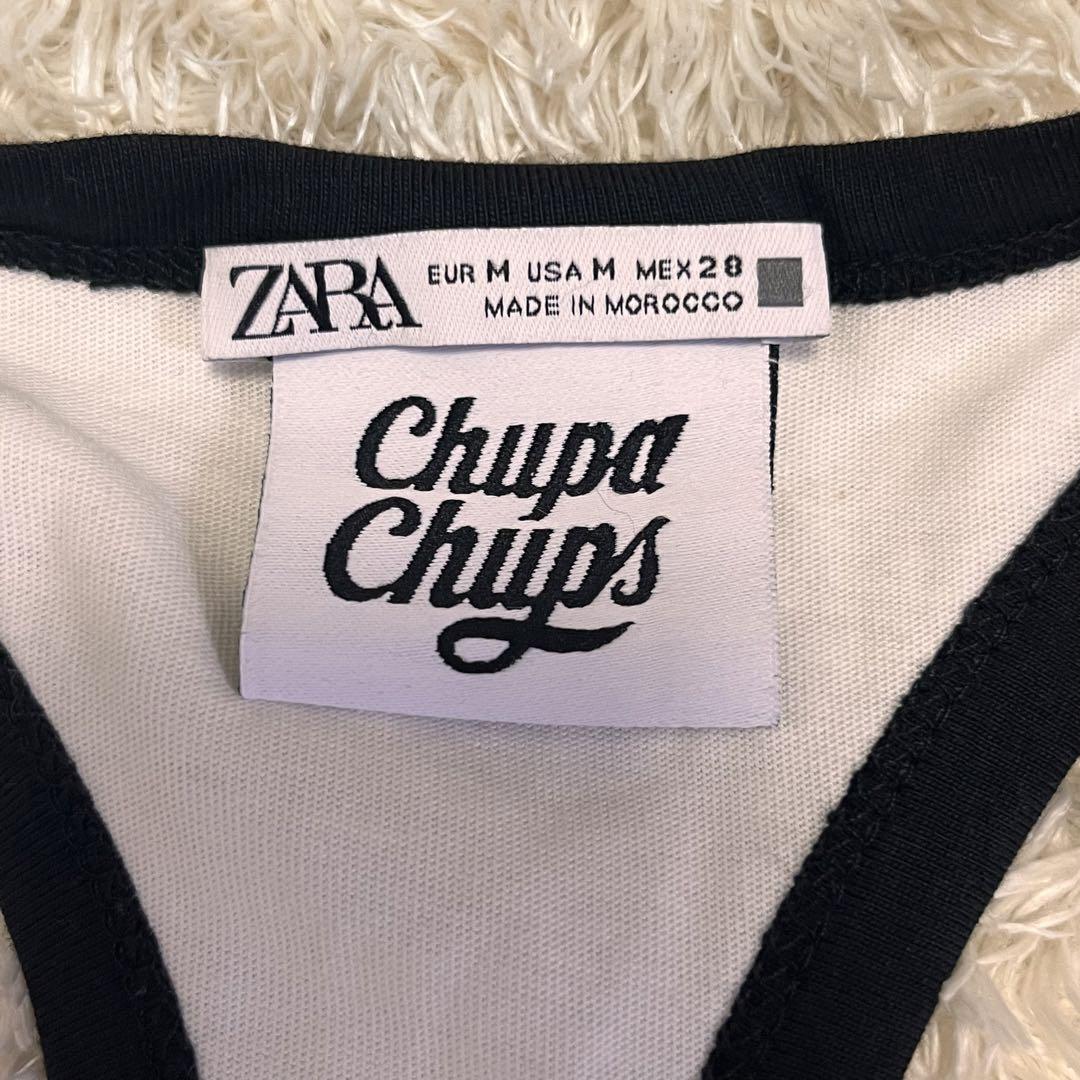 ZARA EUR M USA M MEX 28
MADE IN MOROCCO
Chupa
Chups